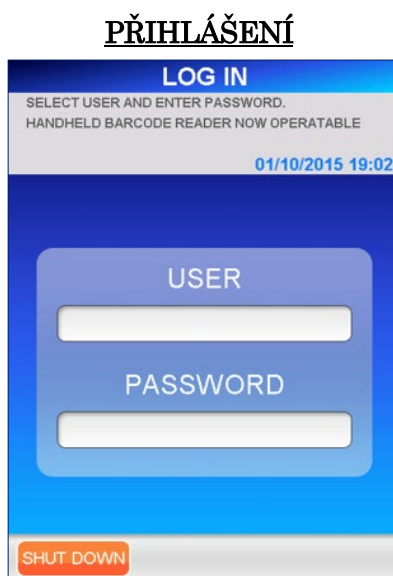 PŘIHLÁŠENÍ
LOG IN
SELECT USER AND ENTER PASSWORD.
HANDHELD BARCODE READER NOW OPERATABLE
01/10/2015 19:02
USER
PASSWORD
SHUT DOWN